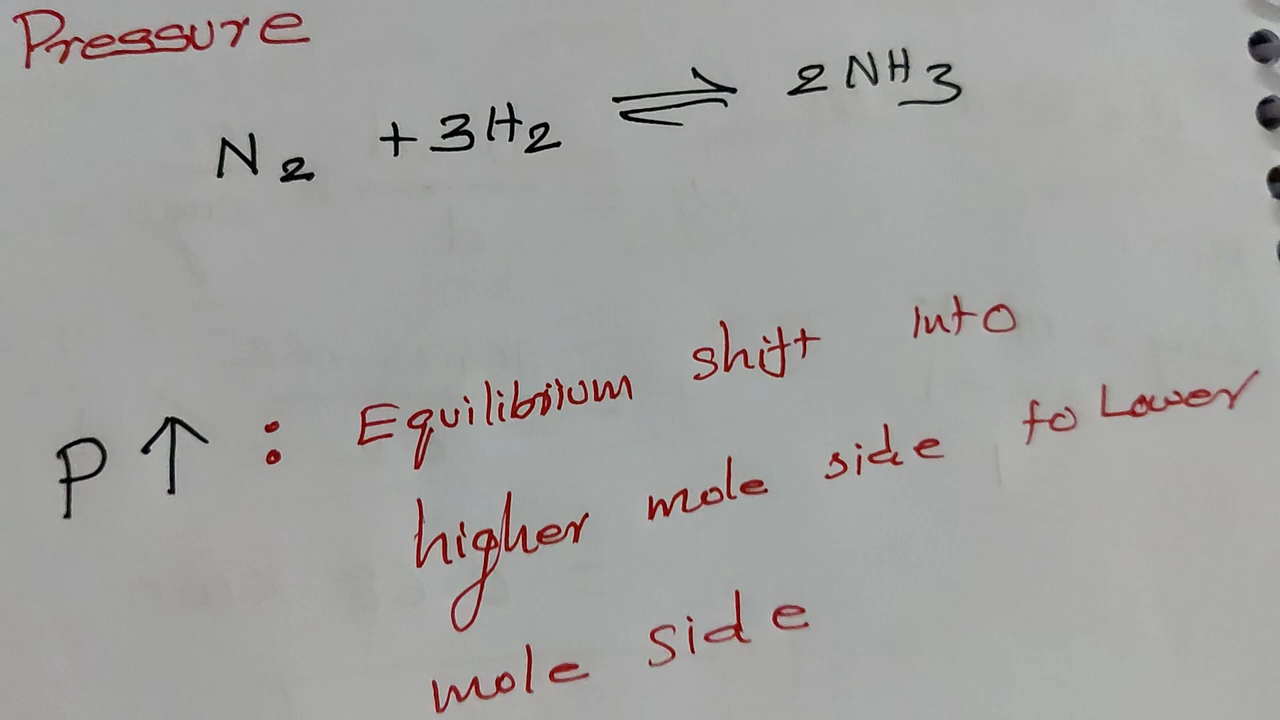 Pressure
N2 + 3H2 ⇌ 2NH3
P ↑ : Equilibrium shift into
higher mole side to Lower
mole side